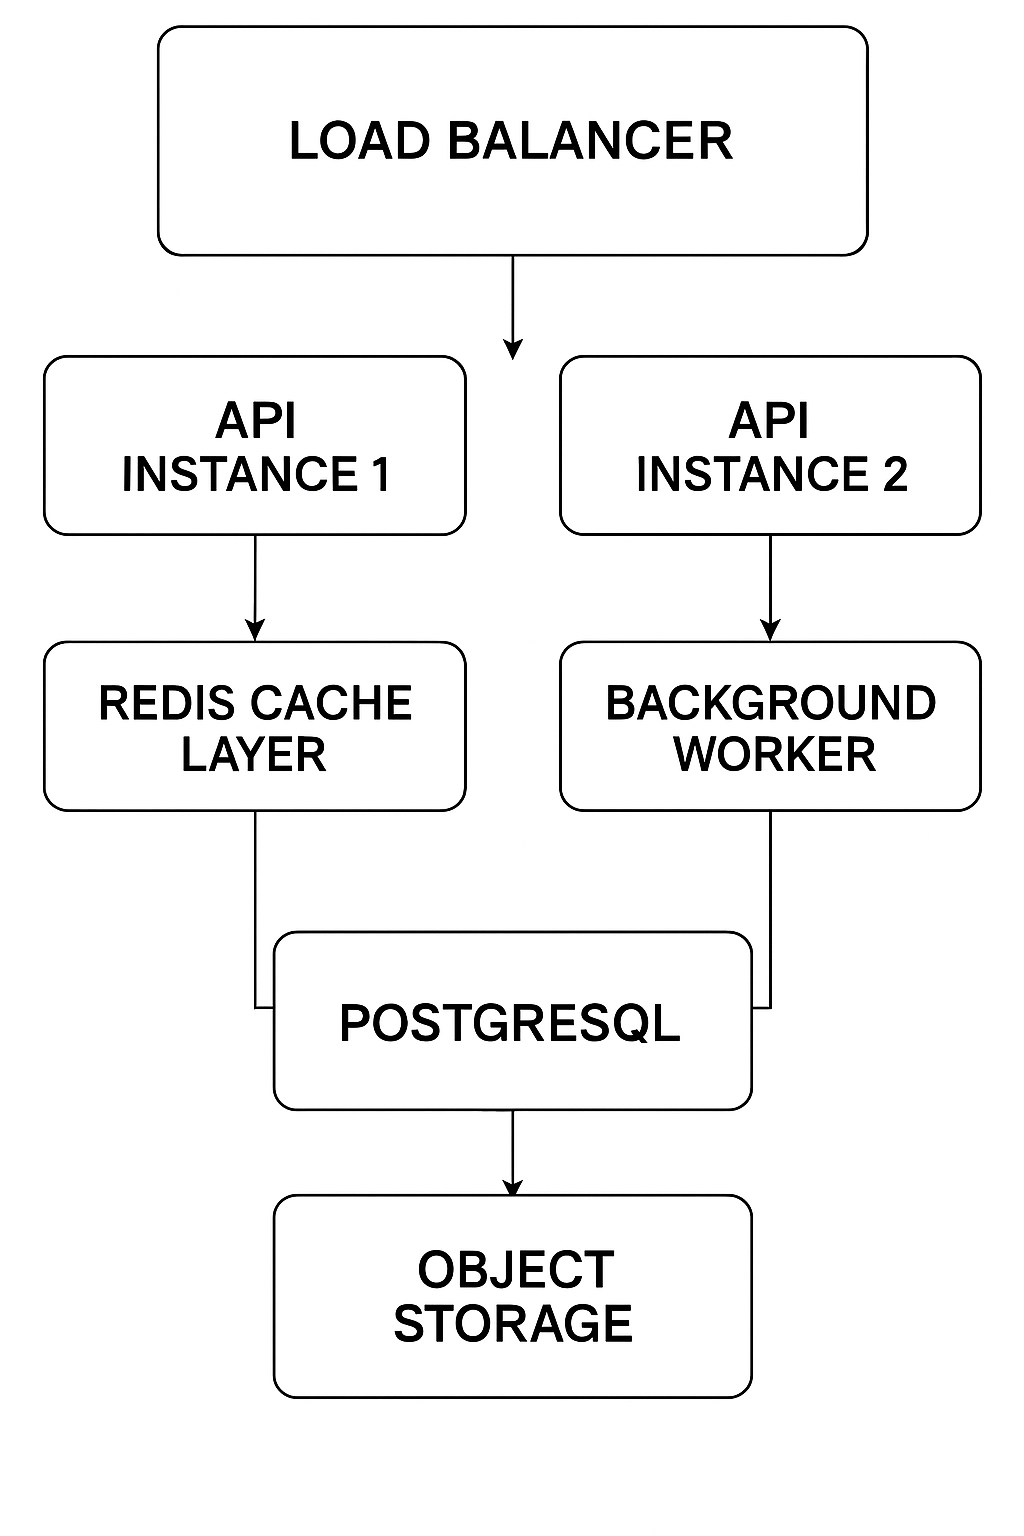 LOAD BALANCER
API
INSTANCE 1
API
INSTANCE 2
REDIS CACHE
LAYER
BACKGROUND
WORKER
POSTGRESQL
OBJECT
STORAGE